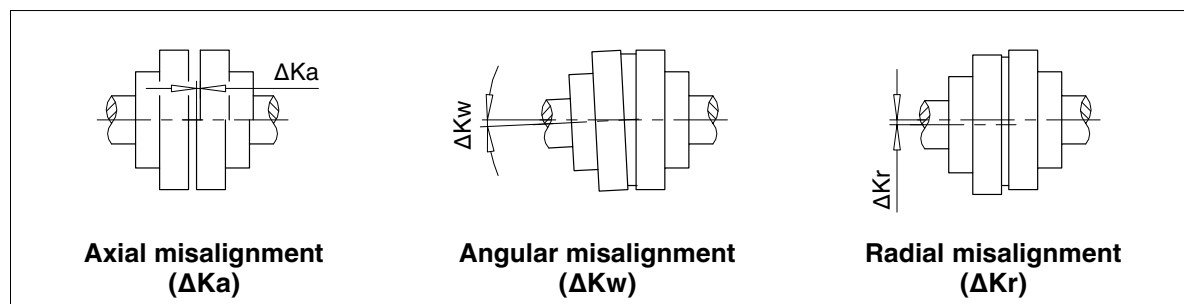 ΔKa
ΔKw
ΔKr
Axial misalignment
(ΔKa)
Angular misalignment
(ΔKw)
Radial misalignment
(ΔKr)